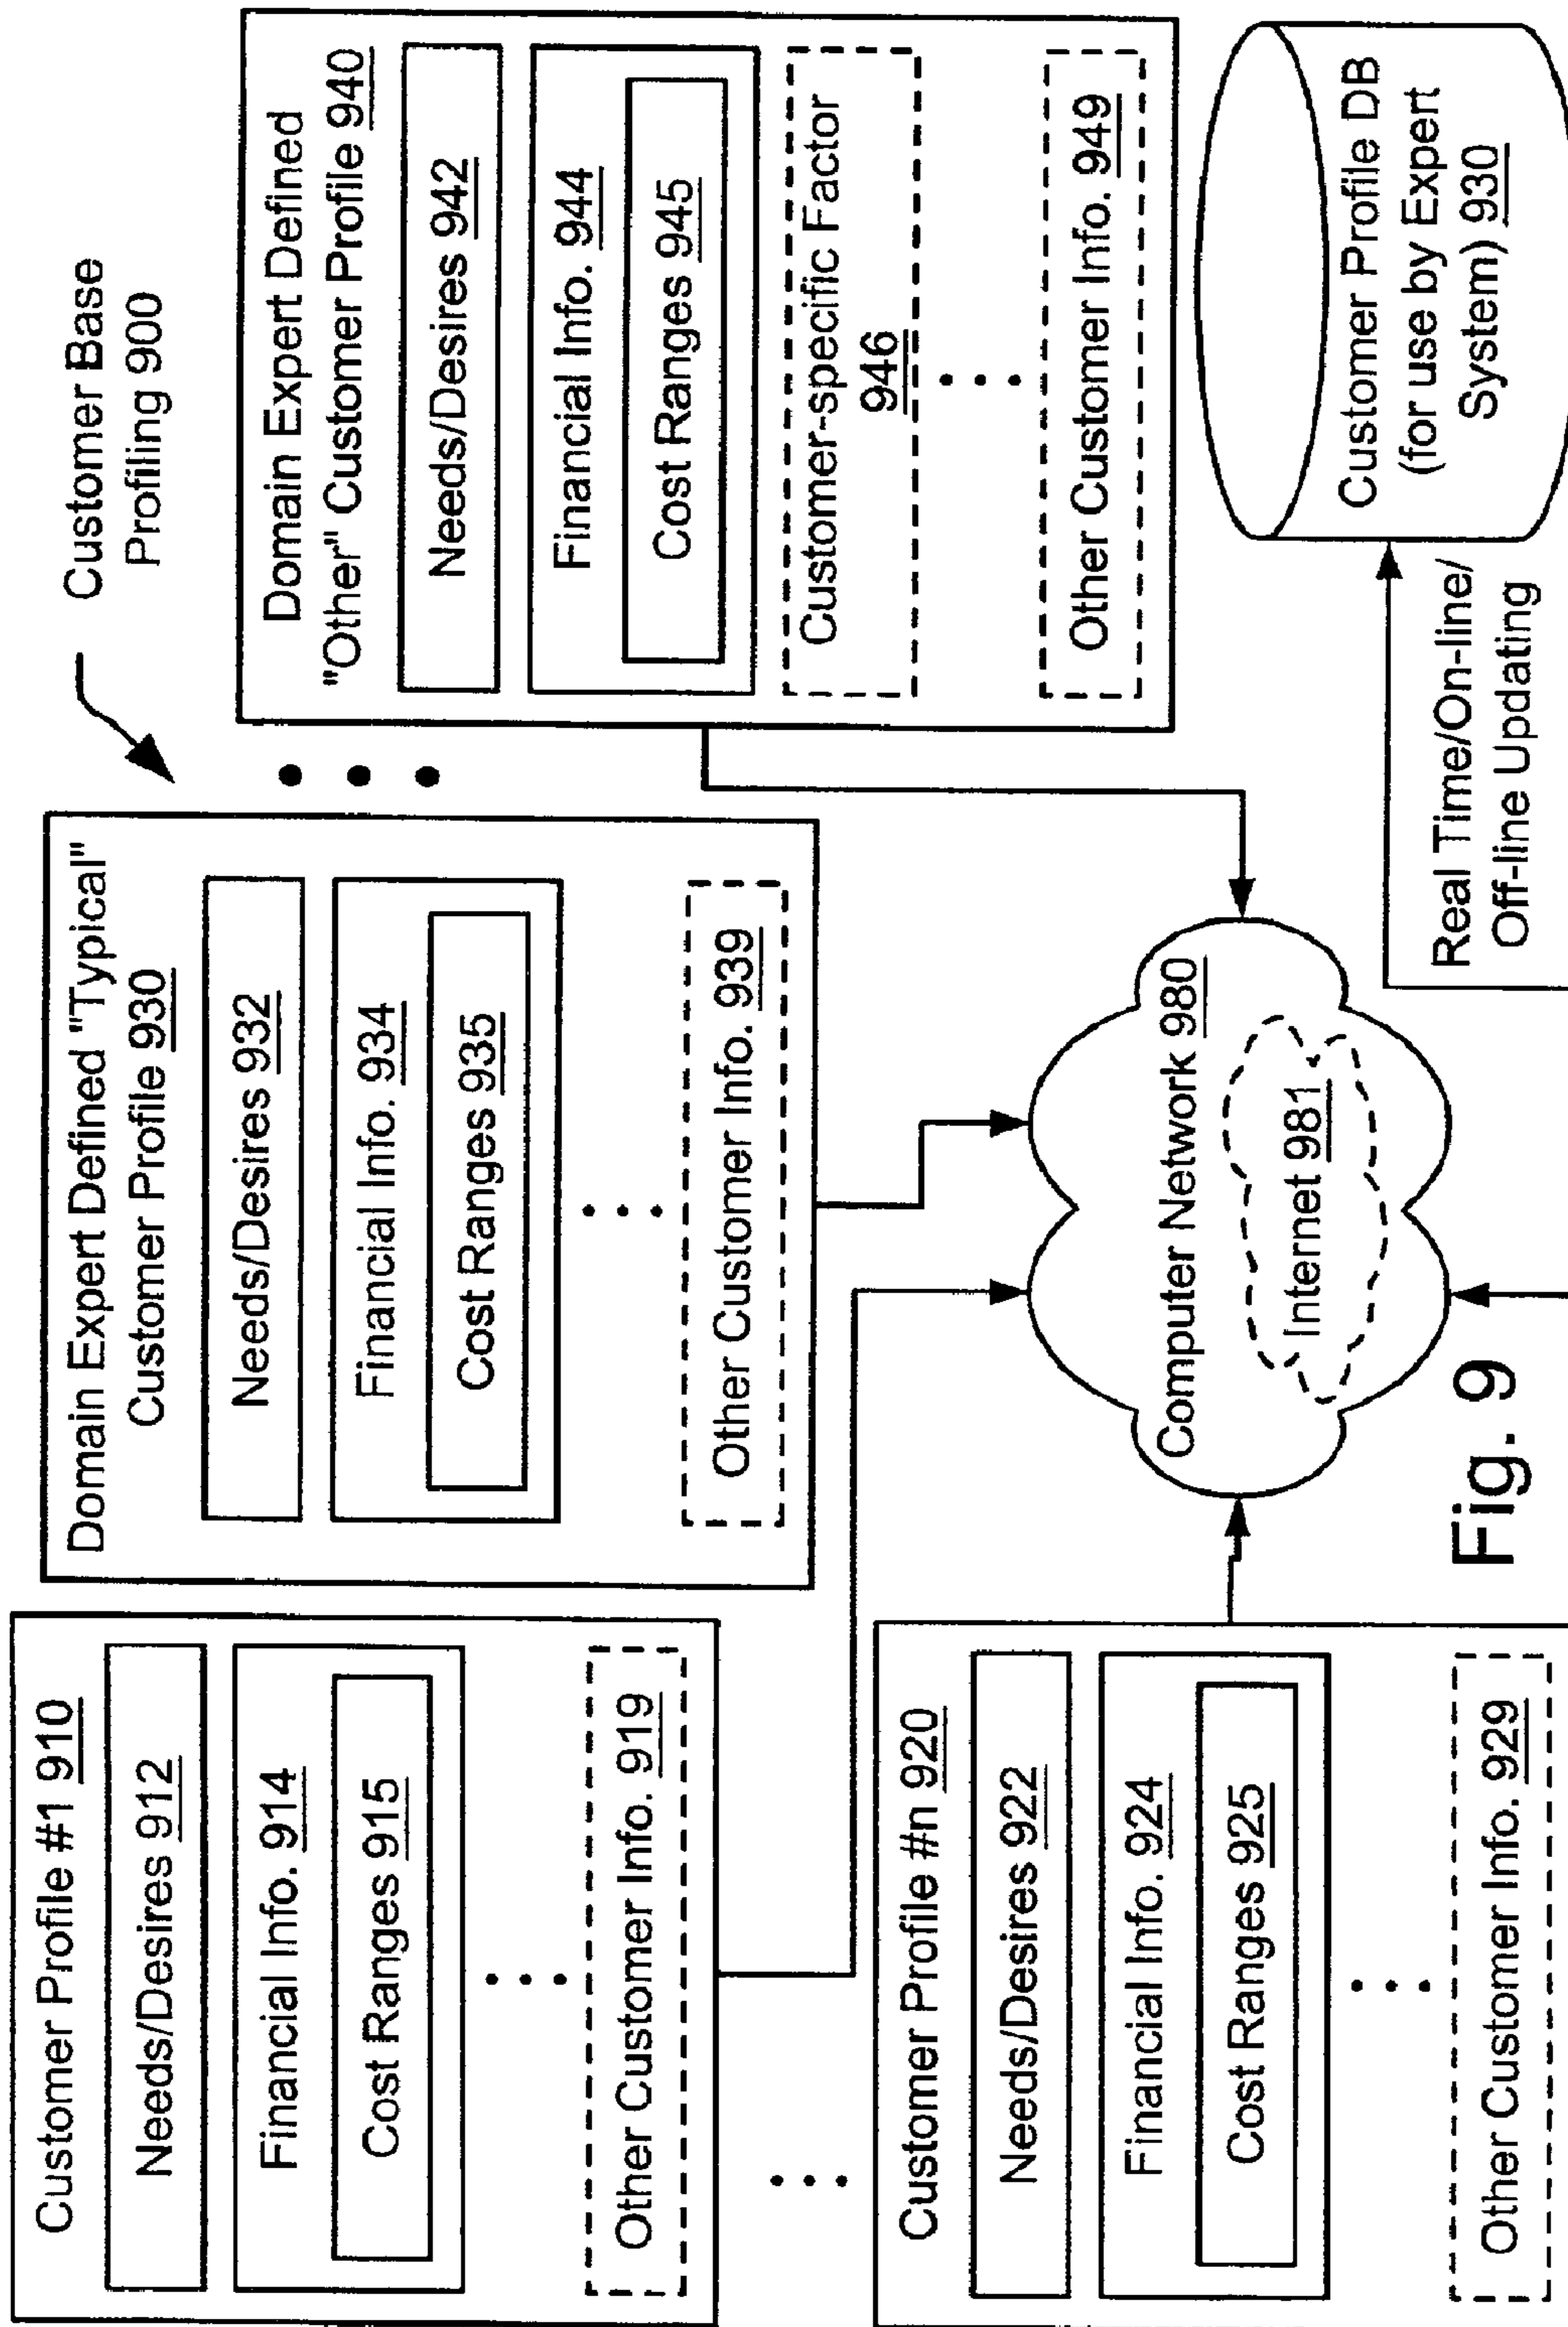 Customer Base
Profiling 900
Customer Profile #1 910
Needs/Desires 912
Financial Info. 914
Cost Ranges 915
Other Customer Info. 919
Customer Profile #n 920
Needs/Desires 922
Financial Info. 924
Cost Ranges 925
Other Customer Info. 929
Domain Expert Defined "Typical"
Customer Profile 930
Needs/Desires 932
Financial Info. 934
Cost Ranges 935
Other Customer Info. 939
Domain Expert Defined
"Other" Customer Profile 940
Needs/Desires 942
Financial Info. 944
Cost Ranges 945
Customer-specific Factor
946
Other Customer Info. 949
Computer Network 980
Internet 981
Real Time/On-line/
Off-line Updating
Customer Profile DB
(for use by Expert
System) 930
Fig. 9